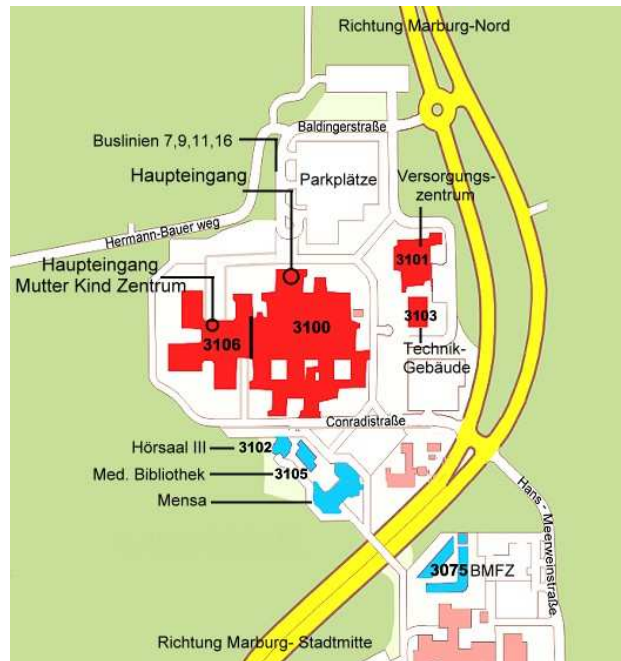 Richtung Marburg-Nord
Baldingerstraße
Buslinien 7,9,11,16
Haupteingang
Parkplätze
Versorgungs-
zentrum
Hermann-Bauer weg
Haupteingang
Mutter Kind Zentrum
3101
3103
3100
3106
Technik-
Gebäude
Conradistraße
Hörsaal III
3102
Med. Bibliothek
3105
Mensa
Hans - Meerweinstraße
3075 BMFZ
Richtung Marburg- Stadtmitte